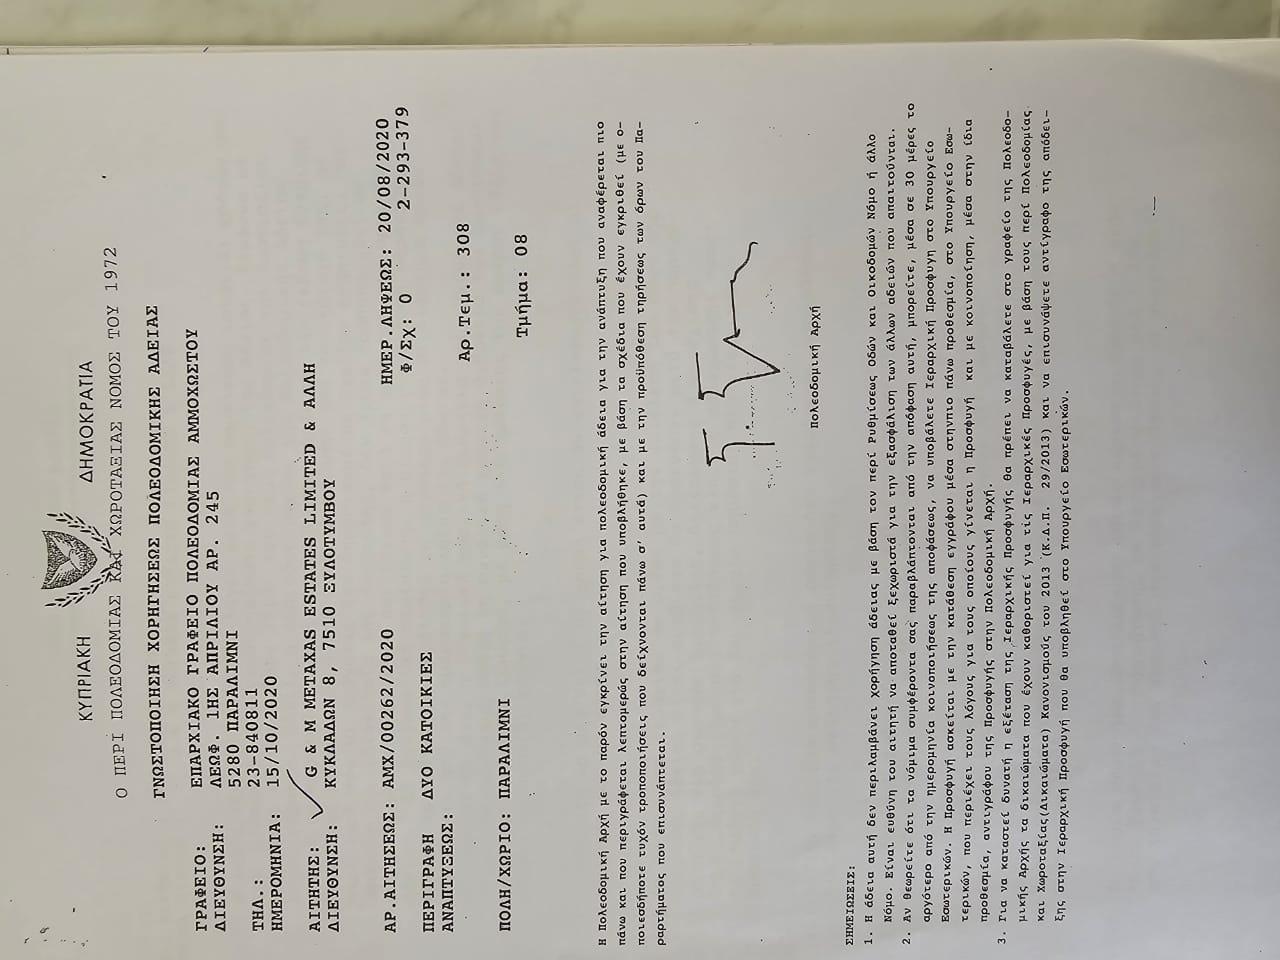 ΚΥΠΡΙΑΚΗ ΔΗΜΟΚΡΑΤΙΑ
Ο ΠΕΡΙ ΠΟΛΕΟΔΟΜΙΑΣ ΚΑΙ ΧΩΡΟΤΑΞΙΑΣ ΝΟΜΟΣ ΤΟΥ 1972
ΓΝΩΣΤΟΠΟΙΗΣΗ ΧΟΡΗΓΗΣΕΩΣ ΠΟΛΕΟΔΟΜΙΚΗΣ ΑΔΕΙΑΣ
ΓΡΑΦΕΙΟ: ΕΠΑΡΧΙΑΚΟ ΓΡΑΦΕΙΟ ΠΟΛΕΟΔΟΜΙΑΣ ΑΜΜΟΧΩΣΤΟΥ
ΔΙΕΥΘΥΝΣΗ: ΛΕΩΦ. 1ΗΣ ΑΠΡΙΛΙΟΥ ΑΡ. 245
5280 ΠΑΡΑΛΙΜΝΙ
ΤΗΛ.: 23-840811
ΗΜΕΡΟΜΗΝΙΑ: 15/10/2020
ΑΙΤΗΤΗΣ: G & M METAXAS ESTATES LIMITED & ΑΛΛΗ
ΔΙΕΥΘΥΝΣΗ: ΚΥΚΛΑΔΩΝ 8, 7510 ΞΥΛΟΤΥΜΒΟΥ
ΑΡ.ΑΙΤΗΣΕΩΣ: ΑΜΧ/00262/2020 ΗΜΕΡ.ΛΗΨΕΩΣ: 20/08/2020
Φ/Σχ: 0 2-293-379
ΠΕΡΙΓΡΑΦΗ ΔΥΟ ΚΑΤΟΙΚΙΕΣ
ΑΝΑΠΤΥΞΕΩΣ:
Αρ.Τεμ.: 308
ΠΟΛΗ/ΧΩΡΙΟ: ΠΑΡΑΛΙΜΝΙ Τμήμα: 08
Η Πολεοδομική Αρχή με το παρόν εγκρίνει την αίτηση για πολεοδομική άδεια για την ανάπτυξη που αναφέρεται πιο
πάνω και που περιγράφεται λεπτομερώς στην αίτηση που υποβλήθηκε, με βάση τα σχέδια που έχουν εγκριθεί (με ο-
ποιεσδήποτε τυχόν τροποποιήσεις που δείχνονται πάνω σ' αυτά) και με την προϋπόθεση τηρήσεως των όρων του Πα-
ραρτήματος που επισυνάπτεται.
Πολεοδομική Αρχή
ΣΗΜΕΙΩΣΕΙΣ:
1. Η άδεια αυτή δεν περιλαμβάνει χορήγηση άδειας με βάση τον περί Ρυθμίσεως Οδών και Οικοδομών Νόμο ή άλλο
Νόμο. Είναι ευθύνη του αιτητή να αποταθεί ξεχωριστά για την εξασφάλιση των άλλων αδειών που απαιτούνται.
2. Αν θεωρείτε ότι τα νόμιμα συμφέροντα σας παραβλάπτονται από την απόφαση αυτή, μπορείτε, μέσα σε 30 μέρες το
αργότερο από την ημερομηνία κοινοποιήσεως της αποφάσεως, να υποβάλετε Ιεραρχική Προσφυγή στο Υπουργείο
Εσωτερικών. Η Προσφυγή ασκείται με την κατάθεση εγγράφου μέσα στηνπιο πάνω προθεσμία, στο Υπουργείο Εσω-
τερικών, που περιέχει τους λόγους για τους οποίους γίνεται η Προσφυγή και με κοινοποίηση, μέσα στην ίδια
προθεσμία, αντιγράφου της Προσφυγής στην Πολεοδομική Αρχή.
3. Για να καταστεί δυνατή η εξέταση της Ιεραρχικής Προσφυγής θα πρέπει να καταβάλετε στο γραφείο της Πολεοδο-
μικής Αρχής τα δικαιώματα που έχουν καθοριστεί για τις Ιεραρχικές Προσφυγές, με βάση τους περί Πολεοδομίας
και Χωροταξίας(Δικαιώματα) Κανονισμούς του 2013 (Κ.Δ.Π. 29/2013) και να επισυνάψετε αντίγραφο της απόδει-
ξης στην Ιεραρχική Προσφυγή που θα υποβληθεί στο Υπουργείο Εσωτερικών.